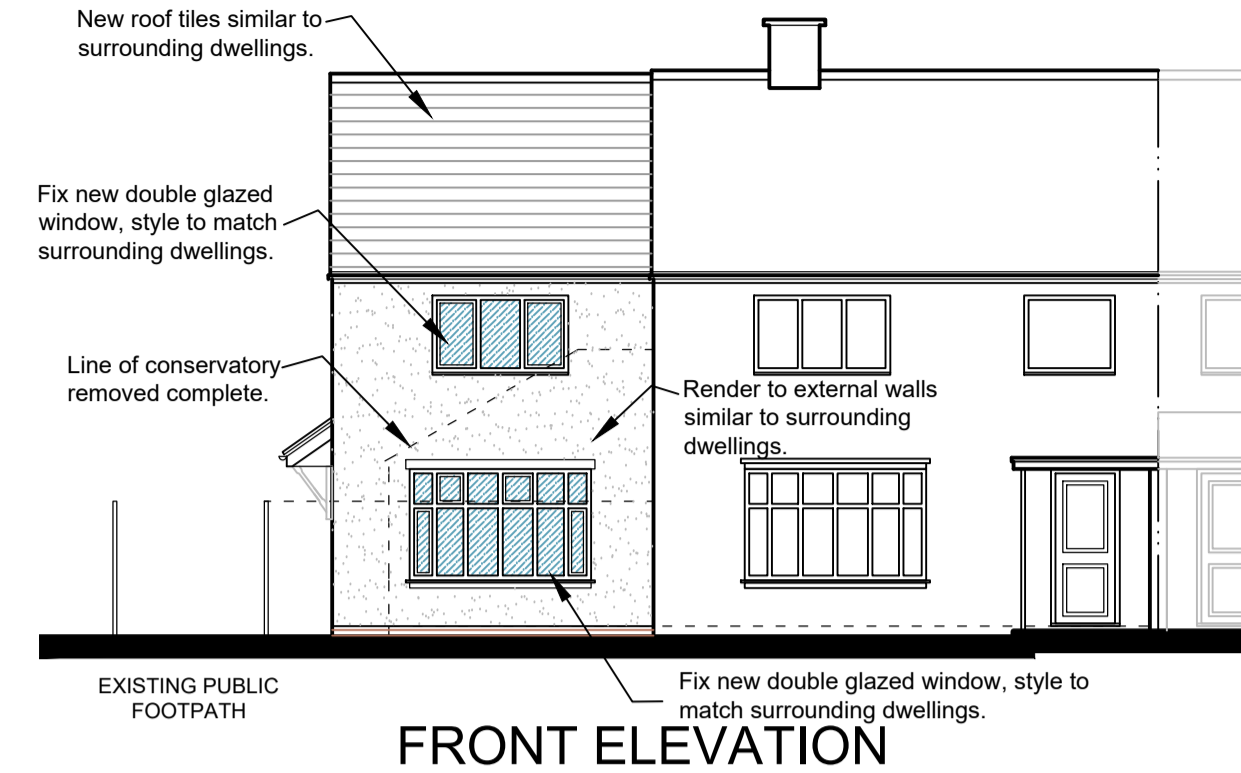 New roof tiles similar to
surrounding dwellings.
Fix new double glazed
window, style to match
surrounding dwellings.
Line of conservatory
removed complete.
Render to external walls
similar to surrounding
dwellings.
Fix new double glazed window, style to
match surrounding dwellings.
EXISTING PUBLIC
FOOTPATH
FRONT ELEVATION